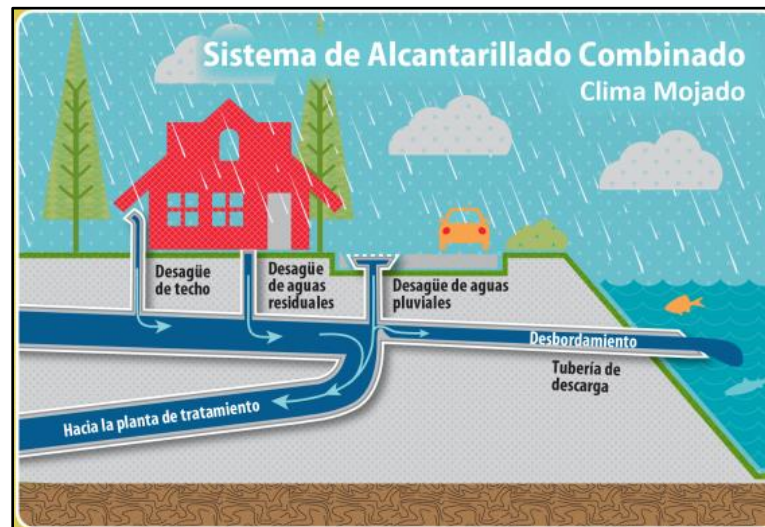 Sistema de Alcantarillado Combinado
Clima Mojado
Desagüe
de techo
Desagüe
de aguas
residuales
Desagüe de aguas
pluviales
Desbordamiento
Tubería de
descarga
Hacia la planta de tratamiento